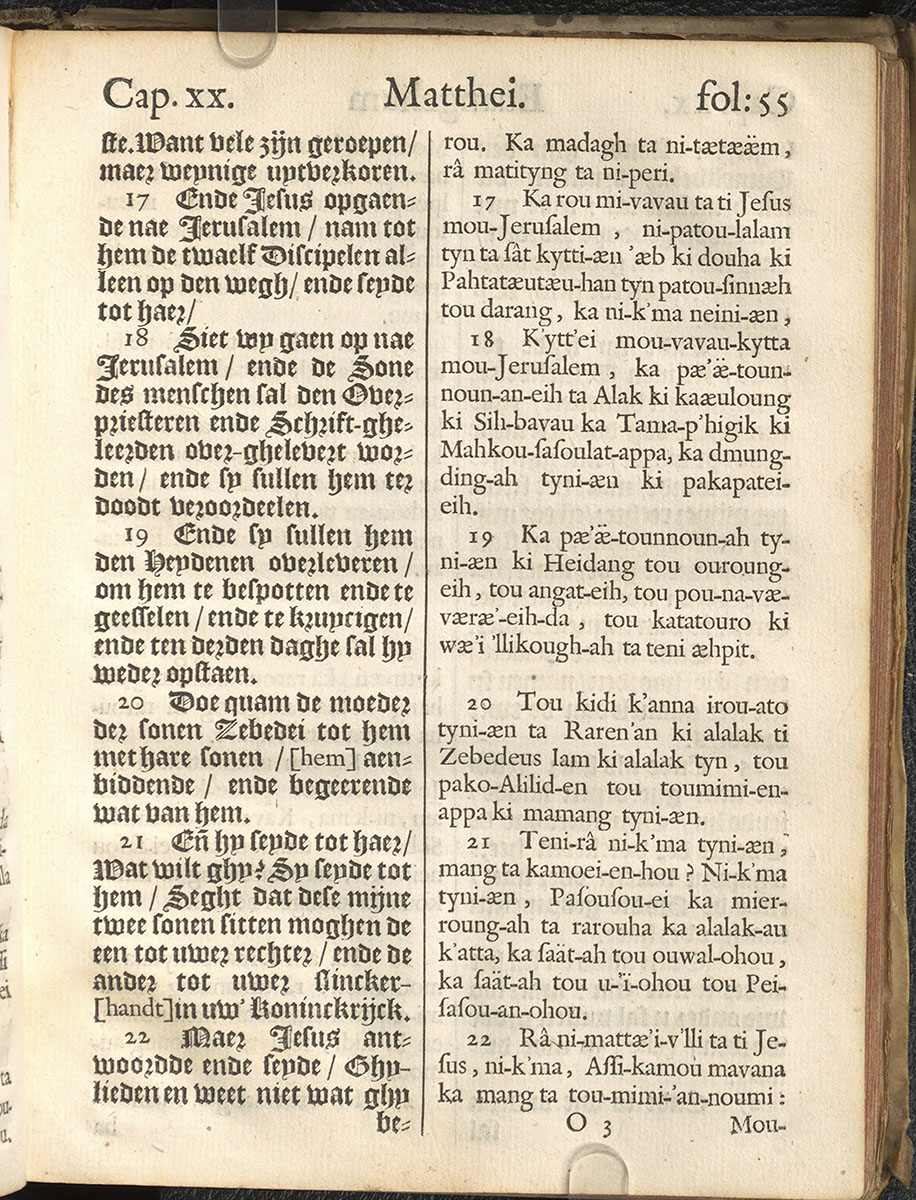 Cap. xx.
Matthei.
fol: 55
ſte. Want vele zijn geroepen/
maer weynige uytverkoren.
17 Ende Jeſus opgaen-
de nae Jeruſalem / nam tot
hem de twaelf Diſcipelen al-
leen op den wegh/ ende ſeyde
tot haer/
18 Siet wy gaen op nae
Jeruſalem / ende de Sone
des menſchen ſal den Over-
prieſteren ende Schrift-ghe-
leerden over-ghelevert wor-
den / ende ſy ſullen hem ter
doodt veroordeelen.
19 Ende ſy ſullen hem
den Heydenen overleveren /
om hem te beſpotten ende te
geeſſelen / ende te kruycigen/
ende ten derden daghe ſal hy
weder opſtaen.
20 Doe quam de moeder
der ſonen Zebedei tot hem
met hare ſonen / [hem] aen-
biddende / ende begeerende
wat van hem.
21 Eñ hy ſeyde tot haer/
Wat wilt ghy? Sy ſeyde tot
hem / Seght dat deſe mijne
twee ſonen ſitten moghen de
een tot uwer rechter / ende de
ander tot uwer ſlincker-
[handt] in uw' Koninckrijck.
22 Maer Jeſus ant-
woordde ende ſeyde / Ghy-
lieden en weet niet wat ghy
be-
rou. Ka madagh ta ni-tætææ̈m,
râ matityng ta ni-peri.
17 Ka rou mi-vavau ta ti Jeſus
mou-Jeruſalem , ni-patou-lalam
tyn ta ſât kytti-æn 'æb ki douha ki
Pahtatæutæu-han tyn patou-ſinnæh
tou darang, ka ni-k'ma neini-æn,
18 K'ytt'ei mou-vavau-kytta
mou-Jeruſalem , ka pæ'æ̈-toun-
noun-an-eih ta Alak ki kaæuloung
ki Sih-bavau ka Tama-p'higik ki
Mahkou-ſaſoulat-appa, ka dmung-
ding-ah tyni-æn ki pakapatei-
eih.
19 Ka pæ'æ̈-tounnoun-ah ty-
ni-æn ki Heidang tou ouroung-
eih, tou angat-eih, tou pou-na-væ-
væræ'-eih-da , tou katatouro ki
wæ'i 'llikough-ah ta teni æhpit.
20 Tou kidi k'anna irou-ato
tyni-æn ta Raren'an ki alalak ti
Zebedeus Iam ki alalak tyn , tou
pako-Alilid-en tou toumimi-en-
appa ki mamang tyni-æn.
21 Teni-râ ni-k'ma tyni-æn,
mang ta kamoei-en-hou ? Ni-k'ma
tyni-æn , Paſouſou-ei ka mier-
roung-ah ta rarouha ka alalak-au
k'atta, ka ſaät-ah tou ouwal-ohou,
ka ſaät-ah tou u-'i-ohou tou Pei-
ſaſou-an-ohou.
22 Râ ni-mattæ'i-v'lli ta ti Je-
ſus, ni-k'ma, Aſſi-kamou mavana
ka mang ta tou-mimi-'an-noumi :
O 3
Mou-